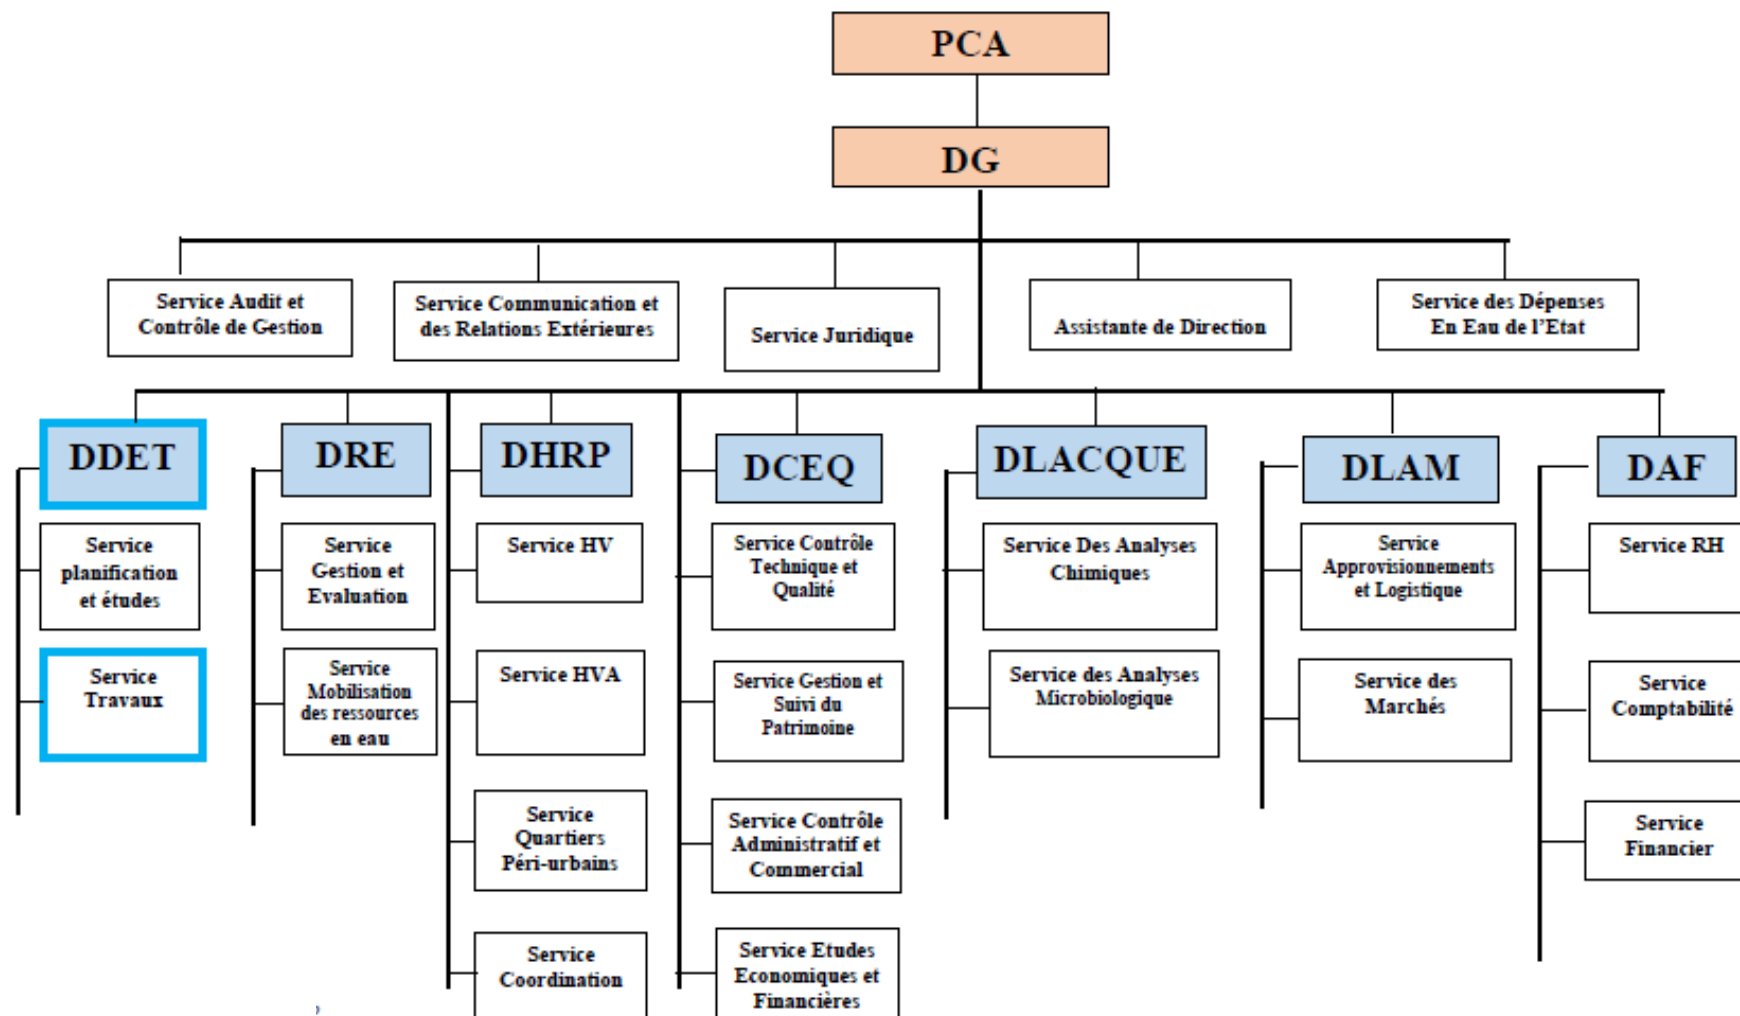 PCA
DG
Service Audit et
Contrôle de Gestion
Service Communication et
des Relations Extérieures
Service Juridique
Assistante de Direction
Service des Dépenses
En Eau de l'Etat
DDET
DRE
DHRP
DCEQ
DLACQUE
DLAM
DAF
Service
planification
et études
Service
Travaux
Service
Gestion et
Evaluation
Service
Mobilisation
des ressources
en eau
Service HV
Service HVA
Service
Quartiers
Péri-urbains
Service
Coordination
Service Contrôle
Technique et
Qualité
Service Gestion et
Suivi du
Patrimoine
Service Contrôle
Administratif et
Commercial
Service Etudes
Economiques et
Financières
Service Des Analyses
Chimiques
Service des Analyses
Microbiologique
Service
Approvisionnements
et Logistique
Service des
Marchés
Service RH
Service
Comptabilité
Service
Financier